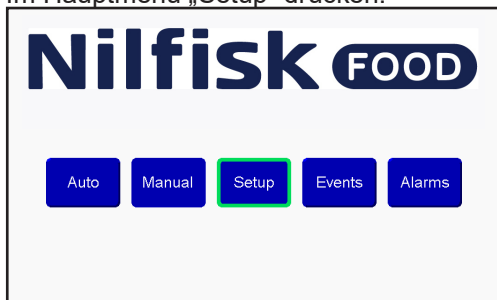 Im Hauptmenü „Setup“ drücken.
Nilfisk FOOD
Auto Manual Setup Events Alarms